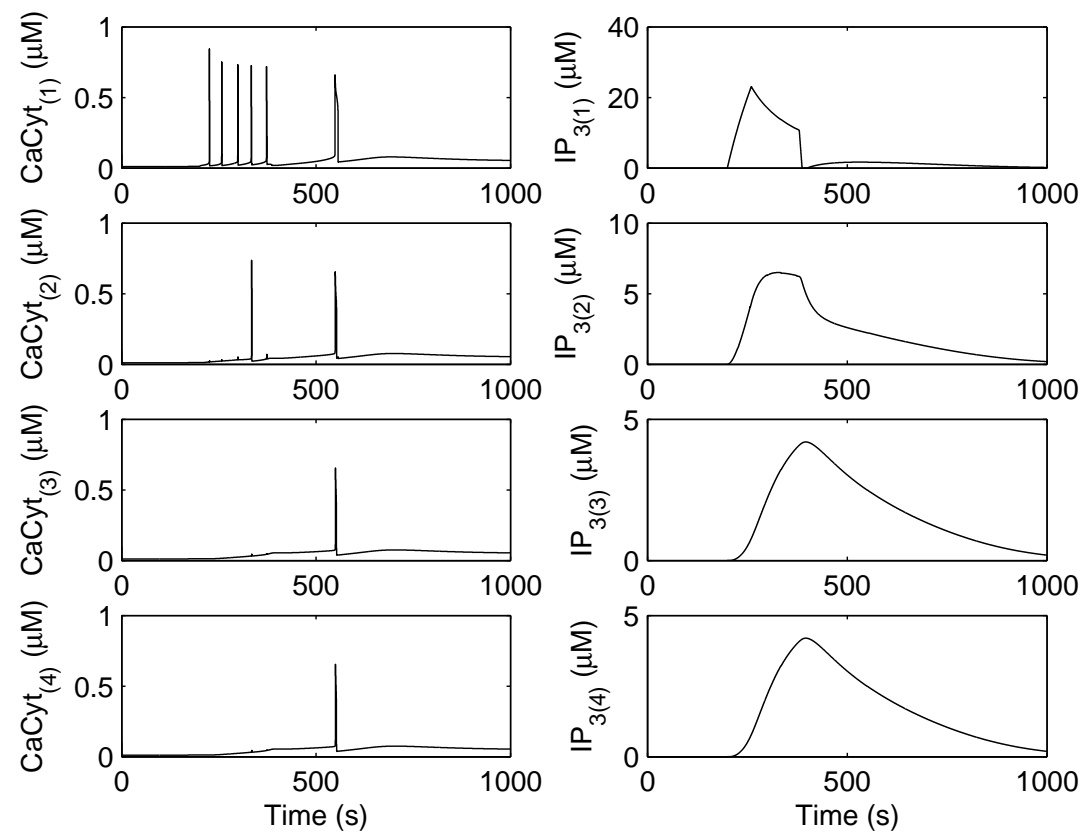 1
0.5
0
0 500 1000
CaCyt(1) (μM)
40
20
0
0 500 1000
IP3(1) (μM)
1
0.5
0
0 500 1000
CaCyt(2) (μM)
10
5
0
0 500 1000
IP3(2) (μM)
1
0.5
0
0 500 1000
CaCyt(3) (μM)
5
0
0 500 1000
IP3(3) (μM)
1
0.5
0
0 500 1000
CaCyt(4) (μM)
Time (s)
5
0
0 500 1000
IP3(4) (μM)
Time (s)